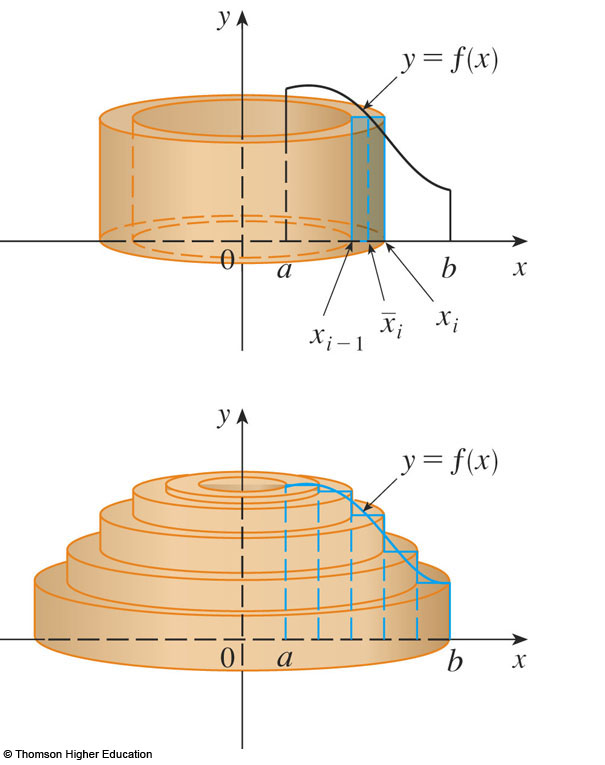 y
y = f(x)
0
a
b
x
x_{i−1}
x̄_i
x_i
y
y = f(x)
0
a
b
x
© Thomson Higher Education